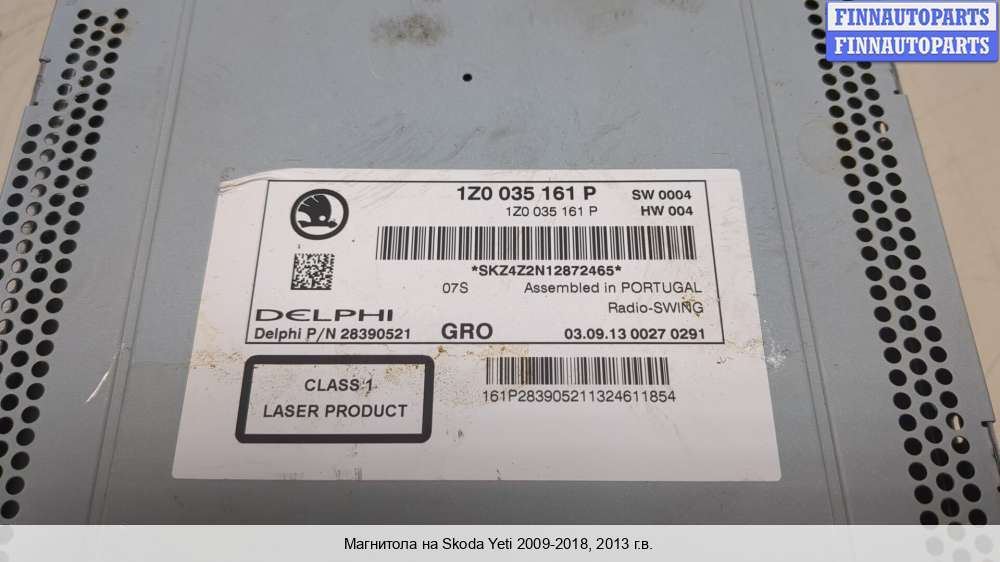 FINNAUTOPARTS
FINNAUTOPARTS
1Z0 035 161 P SW 0004
1Z0 035 161 P HW 004
*SKZ4Z2N12872465*
07S Assembled in PORTUGAL
Radio-SWING
DELPHI
Delphi P/N 28390521 GRO 03.09.13 0027 0291
CLASS 1
LASER PRODUCT
161P283905211324611854
Магнитола на Skoda Yeti 2009-2018, 2013 г.в.